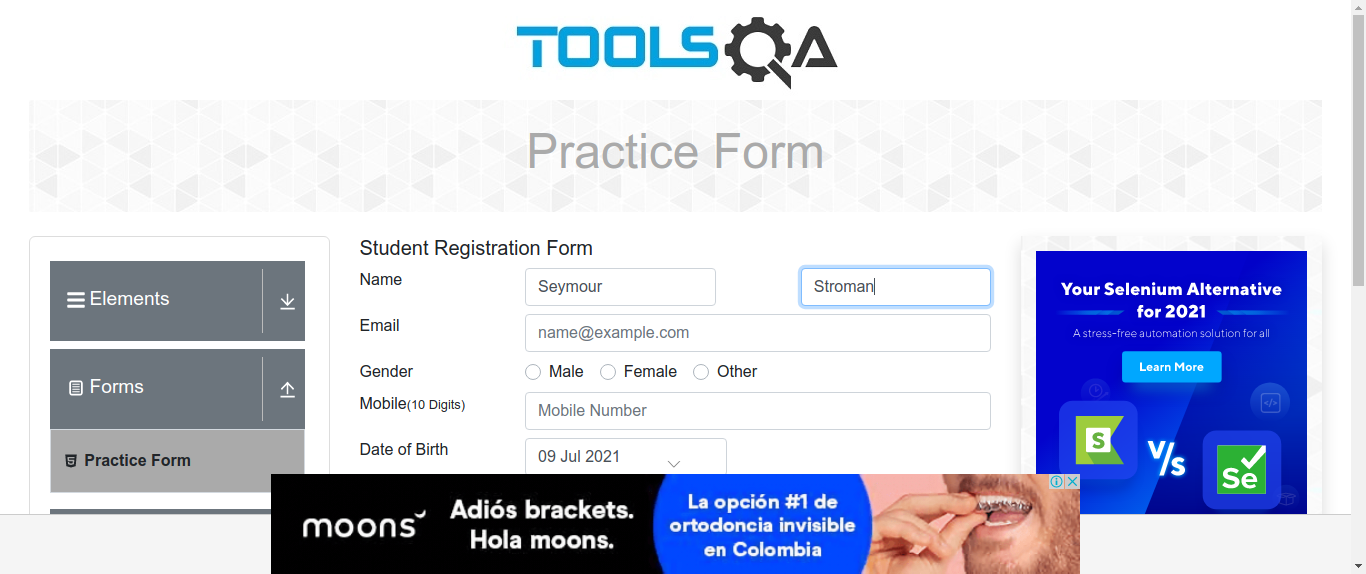 TOOLSQA
Practice Form
Elements
Forms
Practice Form
Student Registration Form
Name
Seymour
Stroman
Email
name@example.com
Gender
Male
Female
Other
Mobile(10 Digits)
Mobile Number
Date of Birth
09 Jul 2021
Your Selenium Alternative
for 2021
A stress-free automation solution for all
Learn More
S
V/s
Se
moons
Adiós brackets.
Hola moons.
La opción #1 de
ortodoncia invisible
en Colombia